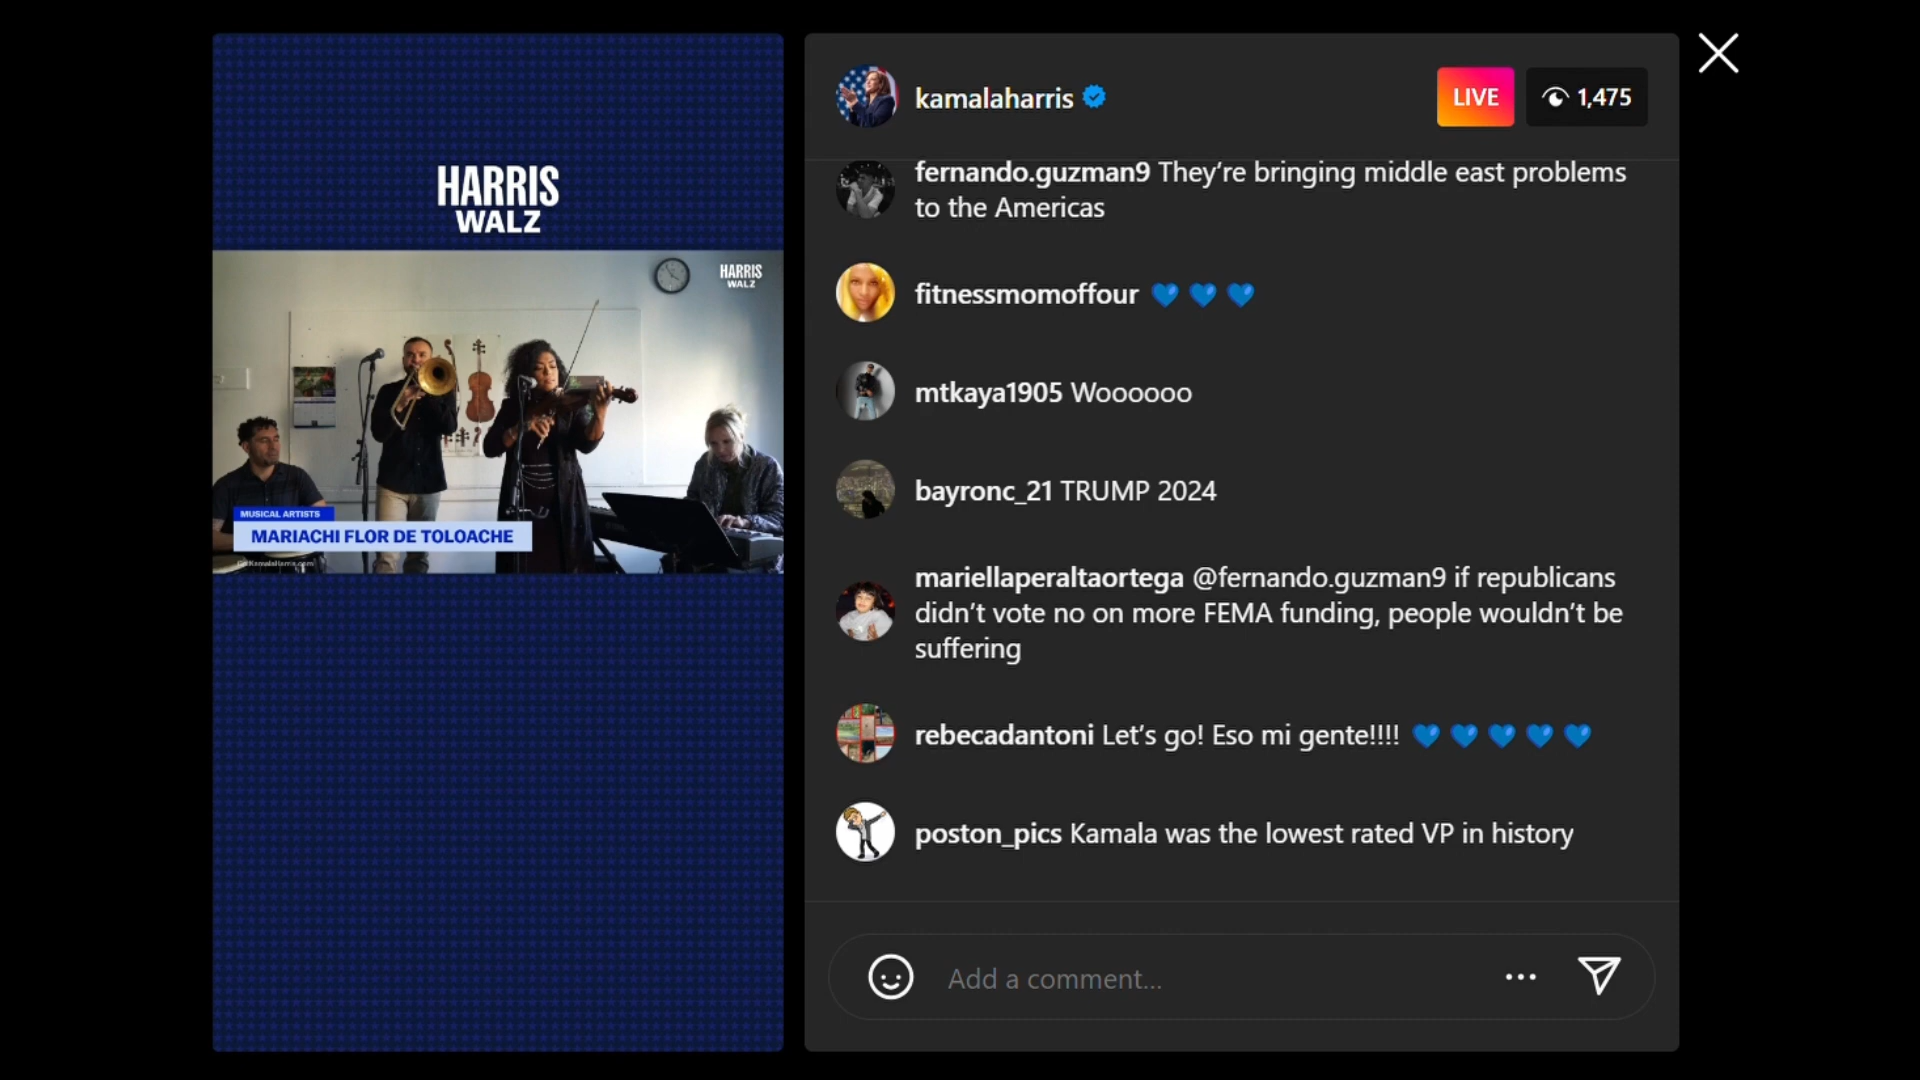 HARRIS
WALZ
HARRIS
WALZ
MUSICAL ARTISTS
MARIACHI FLOR DE TOLOACHE
kamalaharris
LIVE
1,475
fernando.guzman9 They’re bringing middle east problems
to the Americas
fitnessmomoffour 💙 💙 💙
mtkaya1905 Woooooo
bayronc_21 TRUMP 2024
mariellaperaltaortega @fernando.guzman9 if republicans
didn’t vote no on more FEMA funding, people wouldn’t be
suffering
rebecadantoni Let’s go! Eso mi gente!!!! 💙 💙 💙 💙 💙
poston_pics Kamala was the lowest rated VP in history
Add a comment...